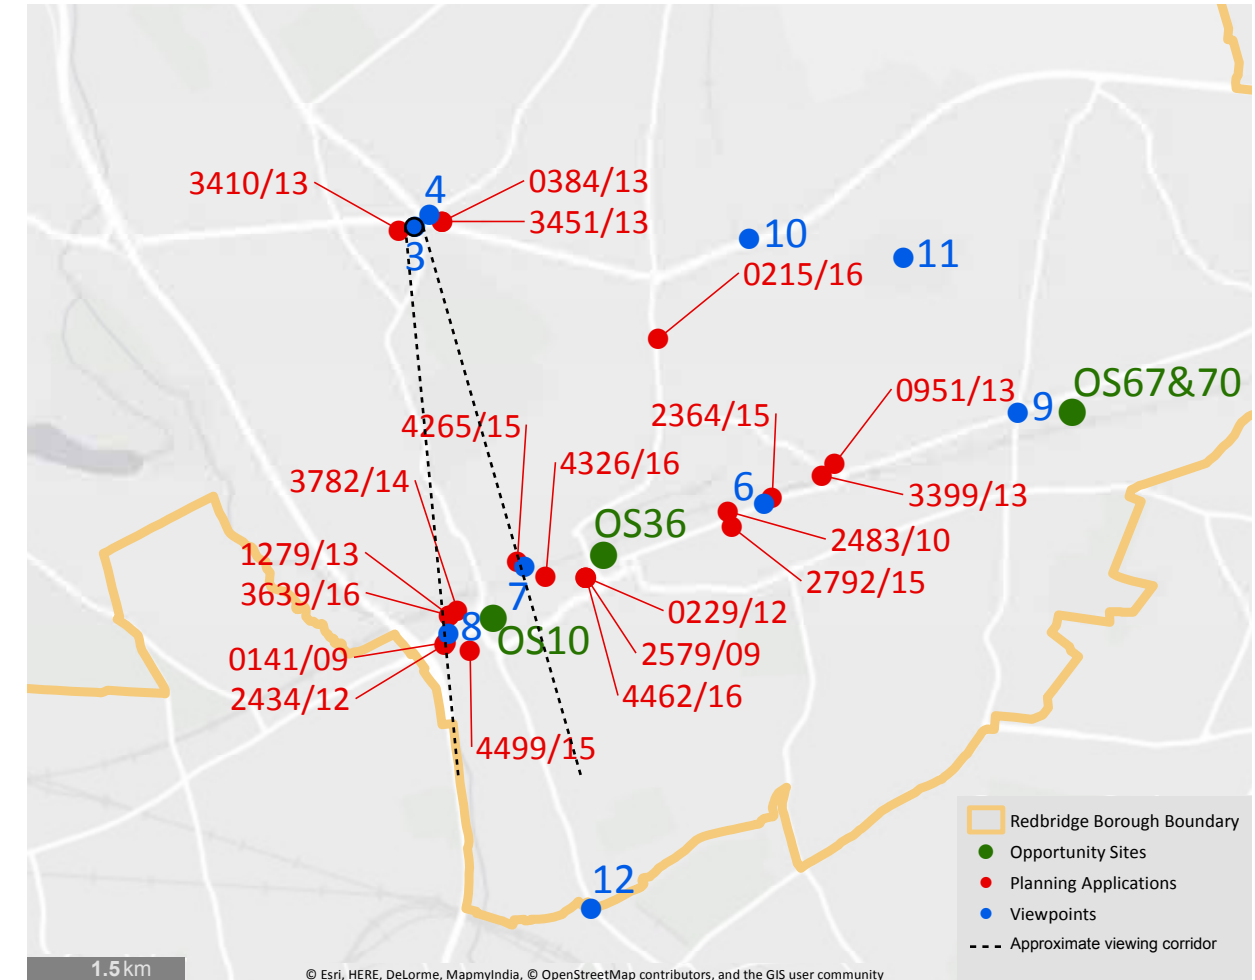 3410/13
4
0384/13
3451/13
3
10
11
0215/16
OS67&70
0951/13
9
2364/15
4265/15
4326/16
3782/14
6
3399/13
OS36
2483/10
1279/13
2792/15
3639/16
7
0229/12
8
OS10
0141/09
2579/09
2434/12
4462/16
4499/15
12
Redbridge Borough Boundary
Opportunity Sites
Planning Applications
Viewpoints
Approximate viewing corridor
1.5 km
© Esri, HERE, DeLorme, MapmyIndia, © OpenStreetMap contributors, and the GIS user community